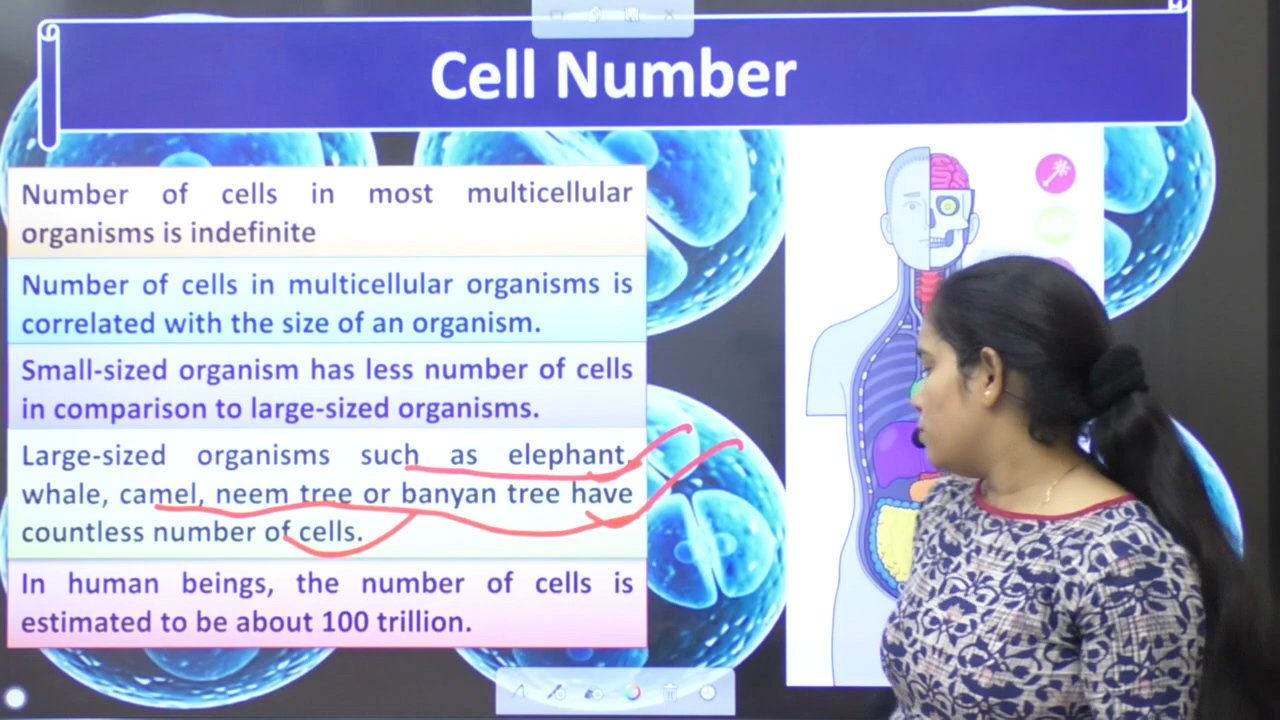 Cell Number
Number of cells in most multicellular
organisms is indefinite
Number of cells in multicellular organisms is
correlated with the size of an organism.
Small-sized organism has less number of cells
in comparison to large-sized organisms.
Large-sized organisms such as elephant,
whale, camel, neem tree or banyan tree have
countless number of cells.
In human beings, the number of cells is
estimated to be about 100 trillion.